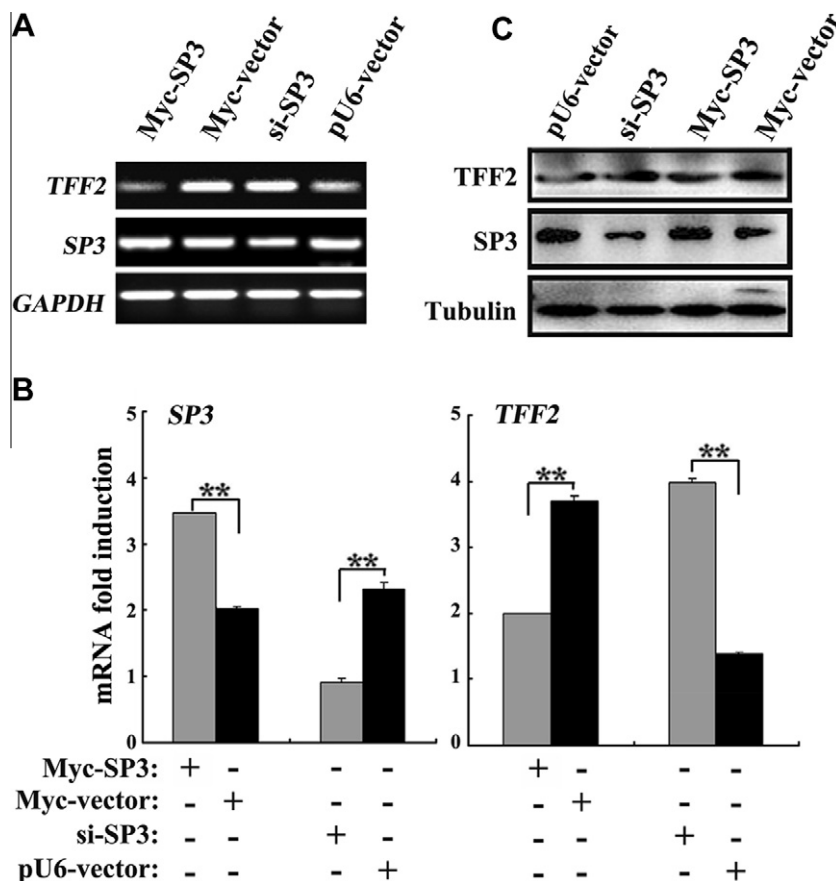 A
Myc-SP3 Myc-vector si-SP3 pU6-vector
TFF2
SP3
GAPDH
C
pU6-vector si-SP3 Myc-SP3 Myc-vector
TFF2
SP3
Tubulin
B
mRNA fold induction
SP3
5
4
3
2
1
0
**
**
TFF2
5
4
3
2
1
0
**
**
Myc-SP3: + - - - + - - -
Myc-vector: - + - - - + - -
si-SP3: - - + - - - + -
pU6-vector: - - - + - - - +